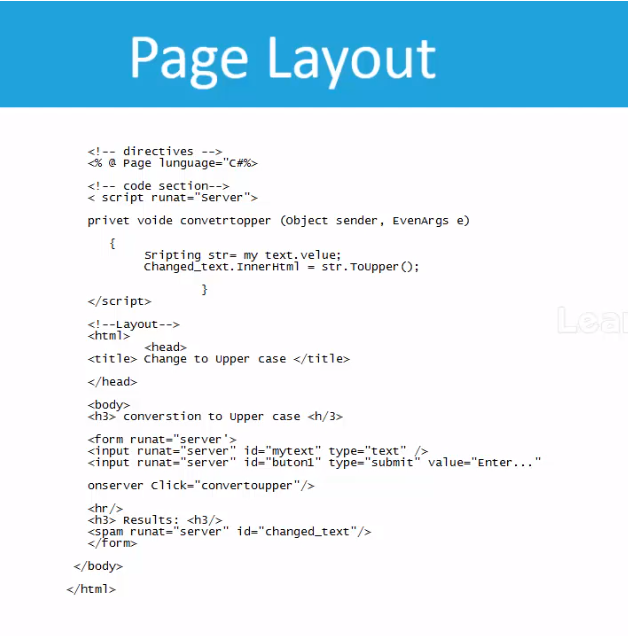 Page Layout
<!-- directives -->
<% @ Page lunguage="C#%>
<!-- code section-->
< script runat="Server">
privet voide convetrtopper (Object sender, EvenArgs e)
{
Sripting str= my text.velue;
Changed_text.InnerHtml = str.ToUpper();
}
</script>
<!--Layout-->
<html>
<head>
<title> Change to Upper case </title>
</head>
<body>
<h3> converstion to Upper case <h/3>
<form runat="server'>
<input runat="server" id="mytext" type="text" />
<input runat="server" id="buton1" type="submit" value="Enter..."
onserver Click="convertoupper"/>
<hr/>
<h3> Results: <h3/>
<spam runat="server" id="changed_text"/>
</form>
</body>
</html>